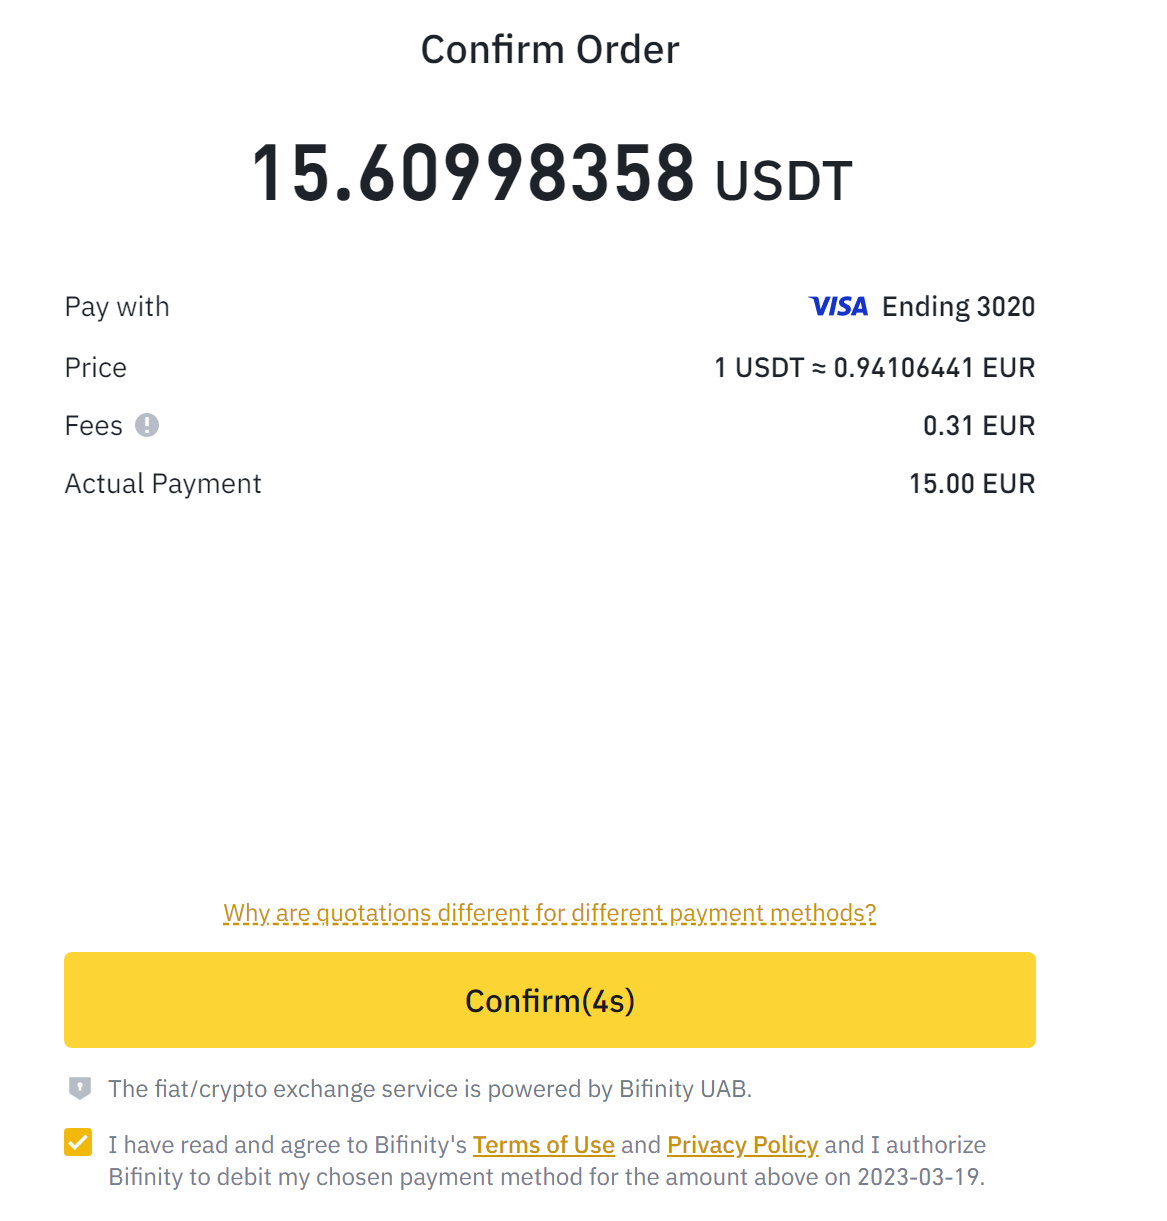 Confirm Order
15.60998358 USDT
Pay with VISA Ending 3020
Price 1 USDT ≈ 0.94106441 EUR
Fees 0.31 EUR
Actual Payment 15.00 EUR
Why are quotations different for different payment methods?
Confirm(4s)
The fiat/crypto exchange service is powered by Bifinity UAB.
I have read and agree to Bifinity's Terms of Use and Privacy Policy and I authorize
Bifinity to debit my chosen payment method for the amount above on 2023-03-19.